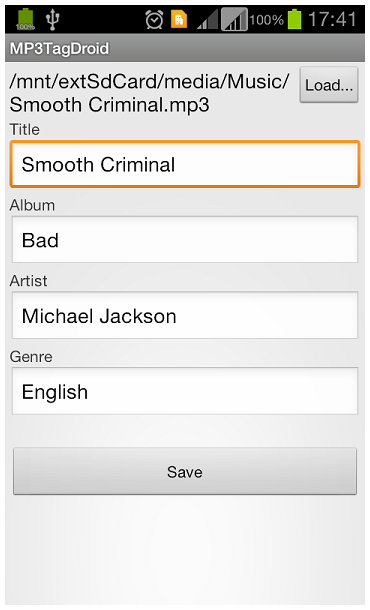 100% 100% 17:41
MP3TagDroid
/mnt/extSdCard/media/Music/ Load...
Smooth Criminal.mp3
Title
Smooth Criminal
Album
Bad
Artist
Michael Jackson
Genre
English
Save